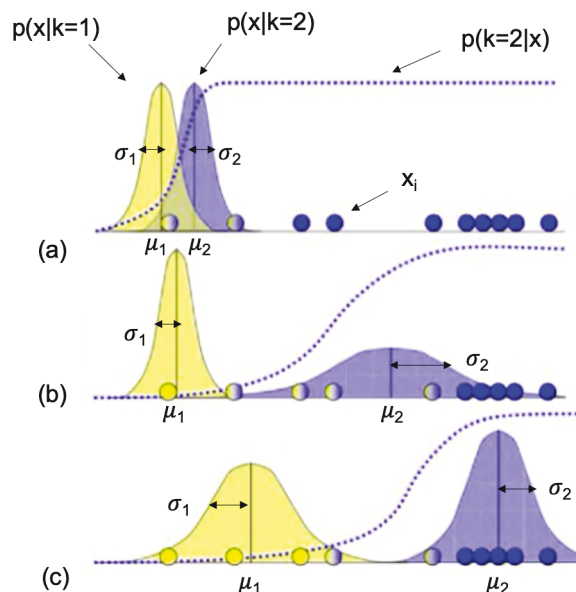 p(x|k=1)
p(x|k=2)
p(k=2|x)
σ₁
σ₂
xᵢ
μ₁
μ₂
(a)
σ₁
σ₂
(b)
μ₁
μ₂
σ₁
σ₂
(c)
μ₁
μ₂